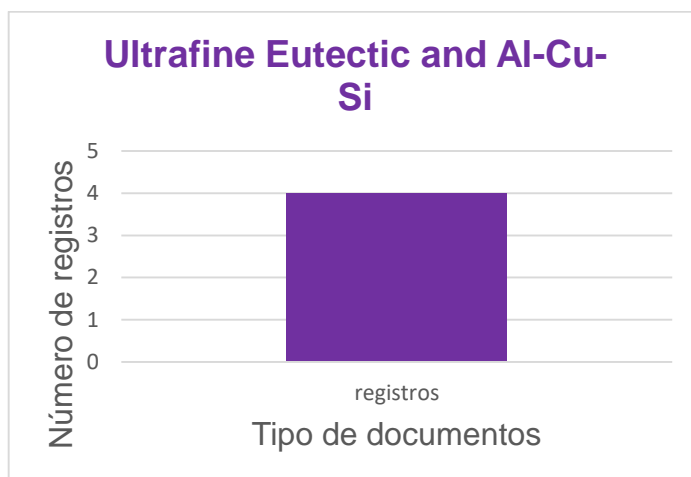 Ultrafine Eutectic and Al-Cu-
Si
Número de registros
5
4
3
2
1
0
registros
Tipo de documentos